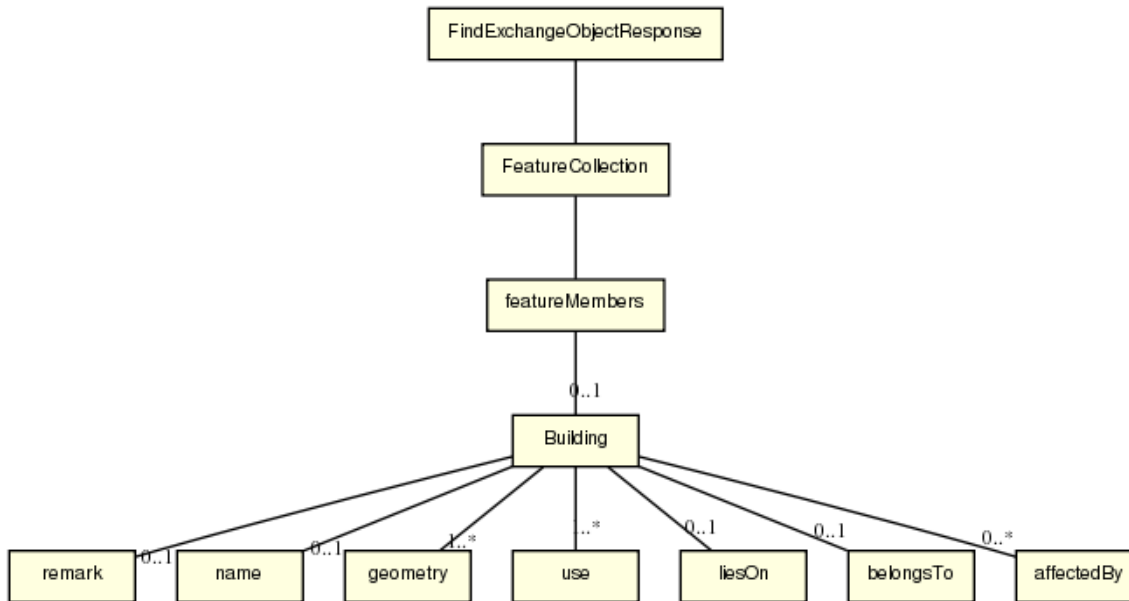 FindExchangeObjectResponse
FeatureCollection
featureMembers
0..1
Building
0..1
0..1
1..*
1..*
0..1
0..1
0..*
remark
name
geometry
use
liesOn
belongsTo
affectedBy